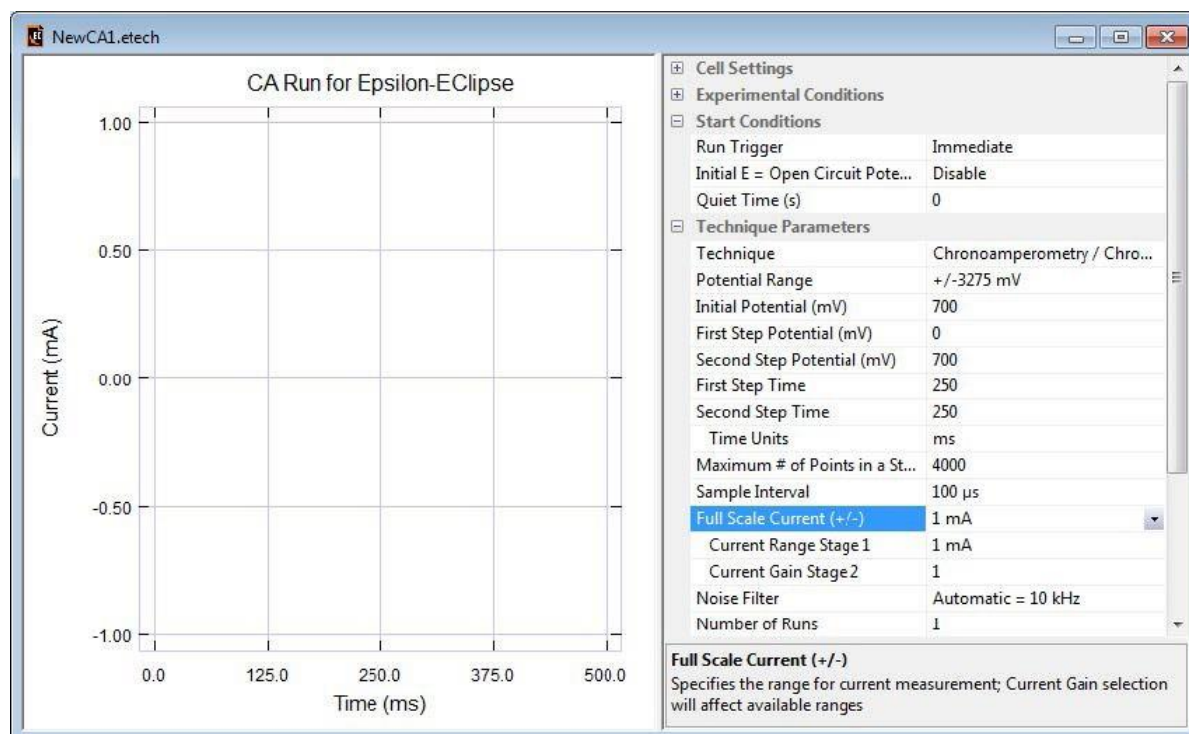 NewCA1.etech
CA Run for Epsilon-EClipse
1.00
0.50
0.00
-0.50
-1.00
Current (mA)
0.0 125.0 250.0 375.0 500.0
Time (ms)
Cell Settings
Experimental Conditions
Start Conditions
Run Trigger Immediate
Initial E = Open Circuit Pote... Disable
Quiet Time (s) 0
Technique Parameters
Technique Chronoamperometry / Chro...
Potential Range +/-3275 mV
Initial Potential (mV) 700
First Step Potential (mV) 0
Second Step Potential (mV) 700
First Step Time 250
Second Step Time 250
Time Units ms
Maximum # of Points in a St... 4000
Sample Interval 100 µs
Full Scale Current (+/-) 1 mA
Current Range Stage 1 1 mA
Current Gain Stage 2 1
Noise Filter Automatic = 10 kHz
Number of Runs 1
Full Scale Current (+/-)
Specifies the range for current measurement; Current Gain selection
will affect available ranges